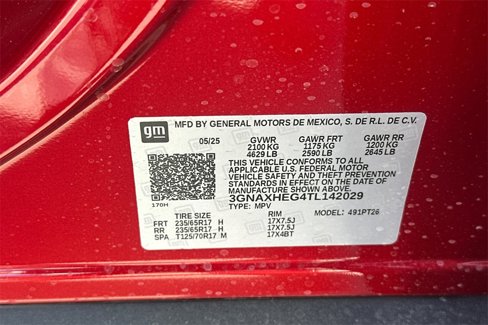 gm MFD BY GENERAL MOTORS DE MEXICO, S. DE R.L. DE C.V.
05/25 GVWR GAWR FRT GAWR RR
2100 KG 1175 KG 1200 KG
4629 LB 2590 LB 2645 LB
THIS VEHICLE CONFORMS TO ALL
APPLICABLE U.S. FEDERAL MOTOR
VEHICLE SAFETY AND THEFT PREVENTION
STANDARDS IN EFFECT ON THE DATE OF
MANUFACTURE SHOWN ABOVE.
170H 3GNAXHEG4TL142029
TYPE: MPV
TIRE SIZE RIM MODEL: 491PT26
FRT 235/65R17 H 17X7.5J
RR 235/65R17 H 17X7.5J
SPA T125/70R17 M 17X4BT